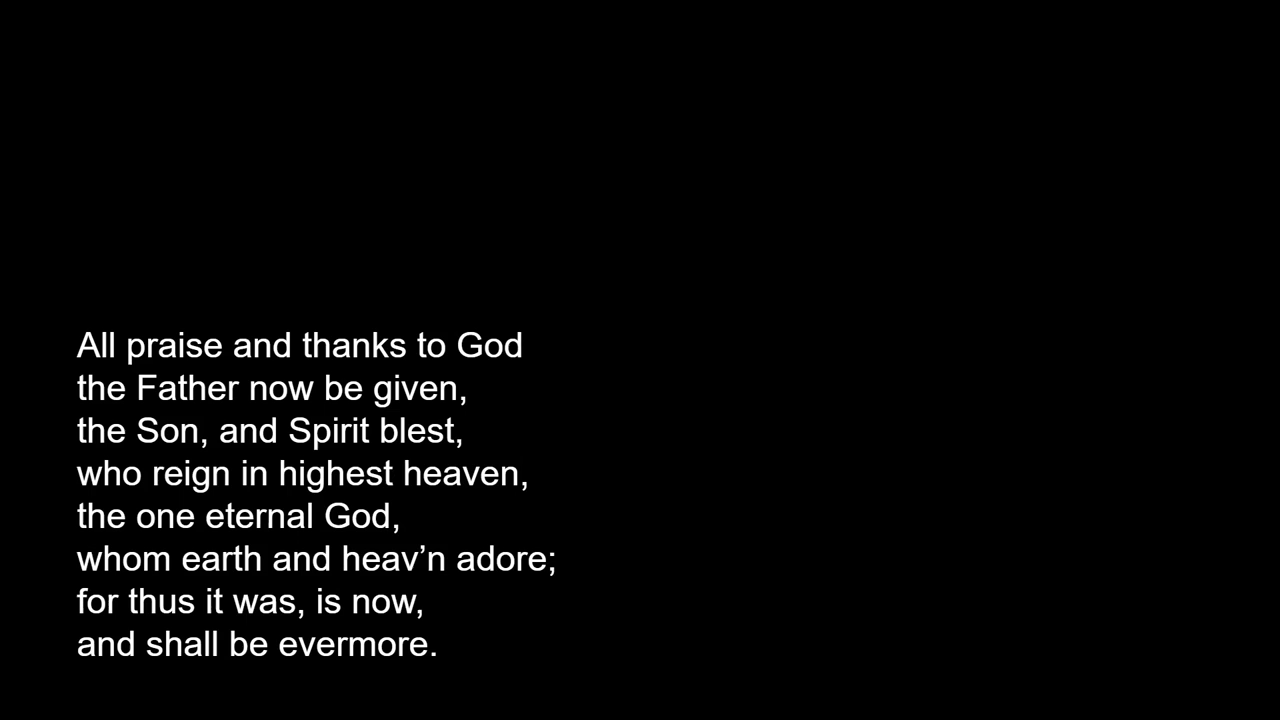 All praise and thanks to God
the Father now be given,
the Son, and Spirit blest,
who reign in highest heaven,
the one eternal God,
whom earth and heav’n adore;
for thus it was, is now,
and shall be evermore.